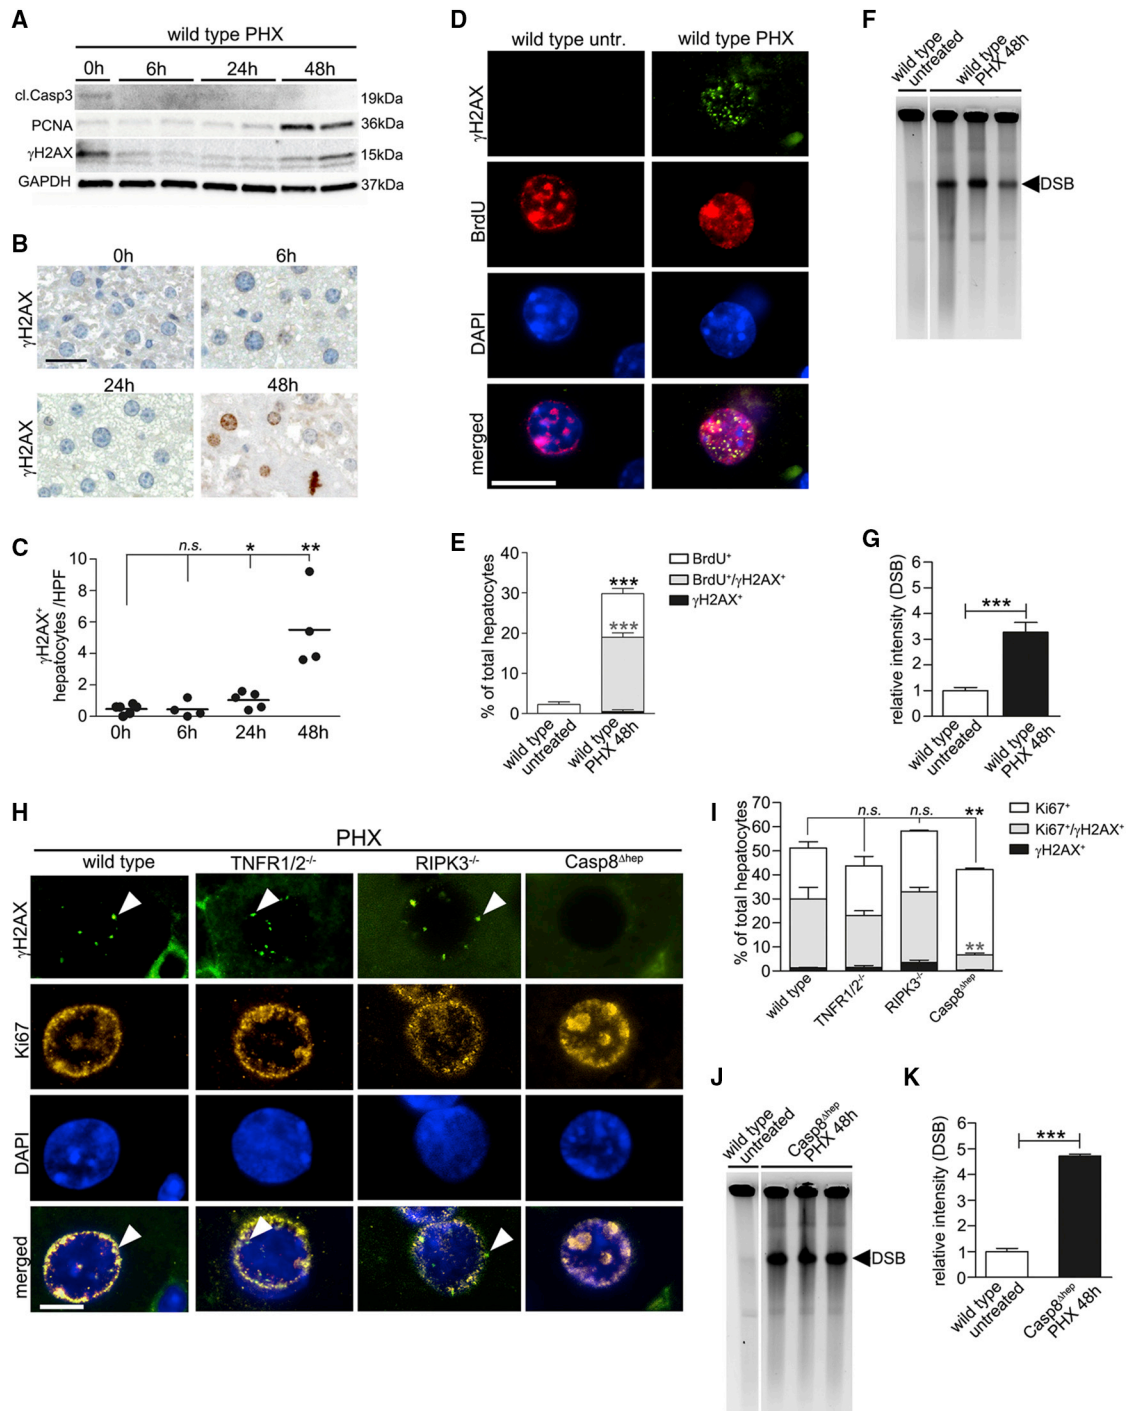 A
wild type PHX
0h 6h 24h 48h
cl.Casp3 19kDa
PCNA 36kDa
γH2AX 15kDa
GAPDH 37kDa
B
0h 6h
γH2AX
24h 48h
γH2AX
C
n.s. * **
γH2AX+
hepatocytes /HPF
10
8
6
4
2
0
0h 6h 24h 48h
D
wild type untr. wild type PHX
γH2AX
BrdU
DAPI
merged
E
% of total hepatocytes
40
30
20
10
0
***
***
BrdU+
BrdU+/γH2AX+
γH2AX+
wild type
untreated
wild type
PHX 48h
F
wild type
untreated
wild type
PHX 48h
DSB
G
relative intensity (DSB)
6
5
4
3
2
1
0
***
wild type
untreated
wild type
PHX 48h
H
PHX
wild type TNFR1/2-/- RIPK3-/- Casp8Δhep
γH2AX
Ki67
DAPI
merged
I
% of total hepatocytes
70
60
50
40
30
20
10
0
n.s. n.s. **
**
Ki67+
Ki67+/γH2AX+
γH2AX+
wild type
TNFR1/2-/-
RIPK3-/-
Casp8Δhep
J
wild type
untreated
Casp8Δhep
PHX 48h
DSB
K
relative intensity (DSB)
6
5
4
3
2
1
0
***
wild type
untreated
Casp8Δhep
PHX 48h